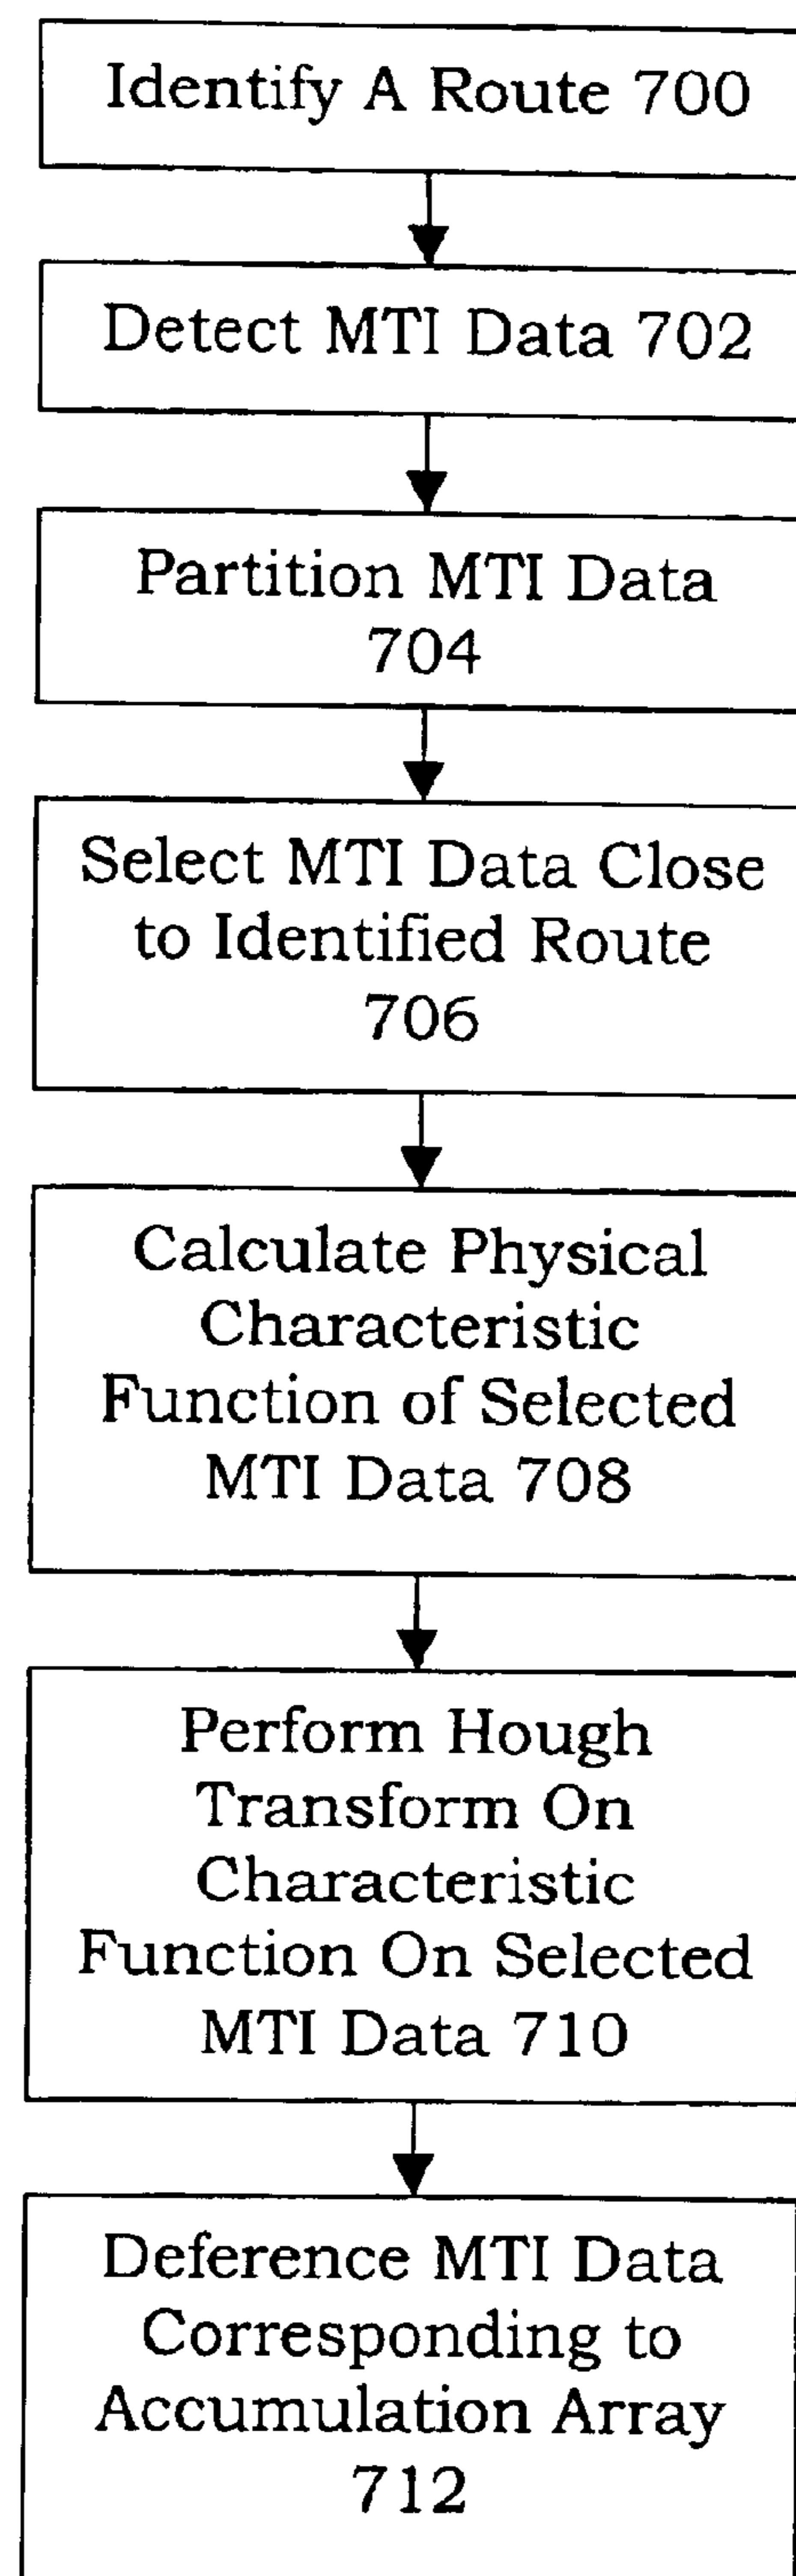 Identify A Route 700
Detect MTI Data 702
Partition MTI Data
704
Select MTI Data Close
to Identified Route
706
Calculate Physical
Characteristic
Function of Selected
MTI Data 708
Perform Hough
Transform On
Characteristic
Function On Selected
MTI Data 710
Deference MTI Data
Corresponding to
Accumulation Array
712